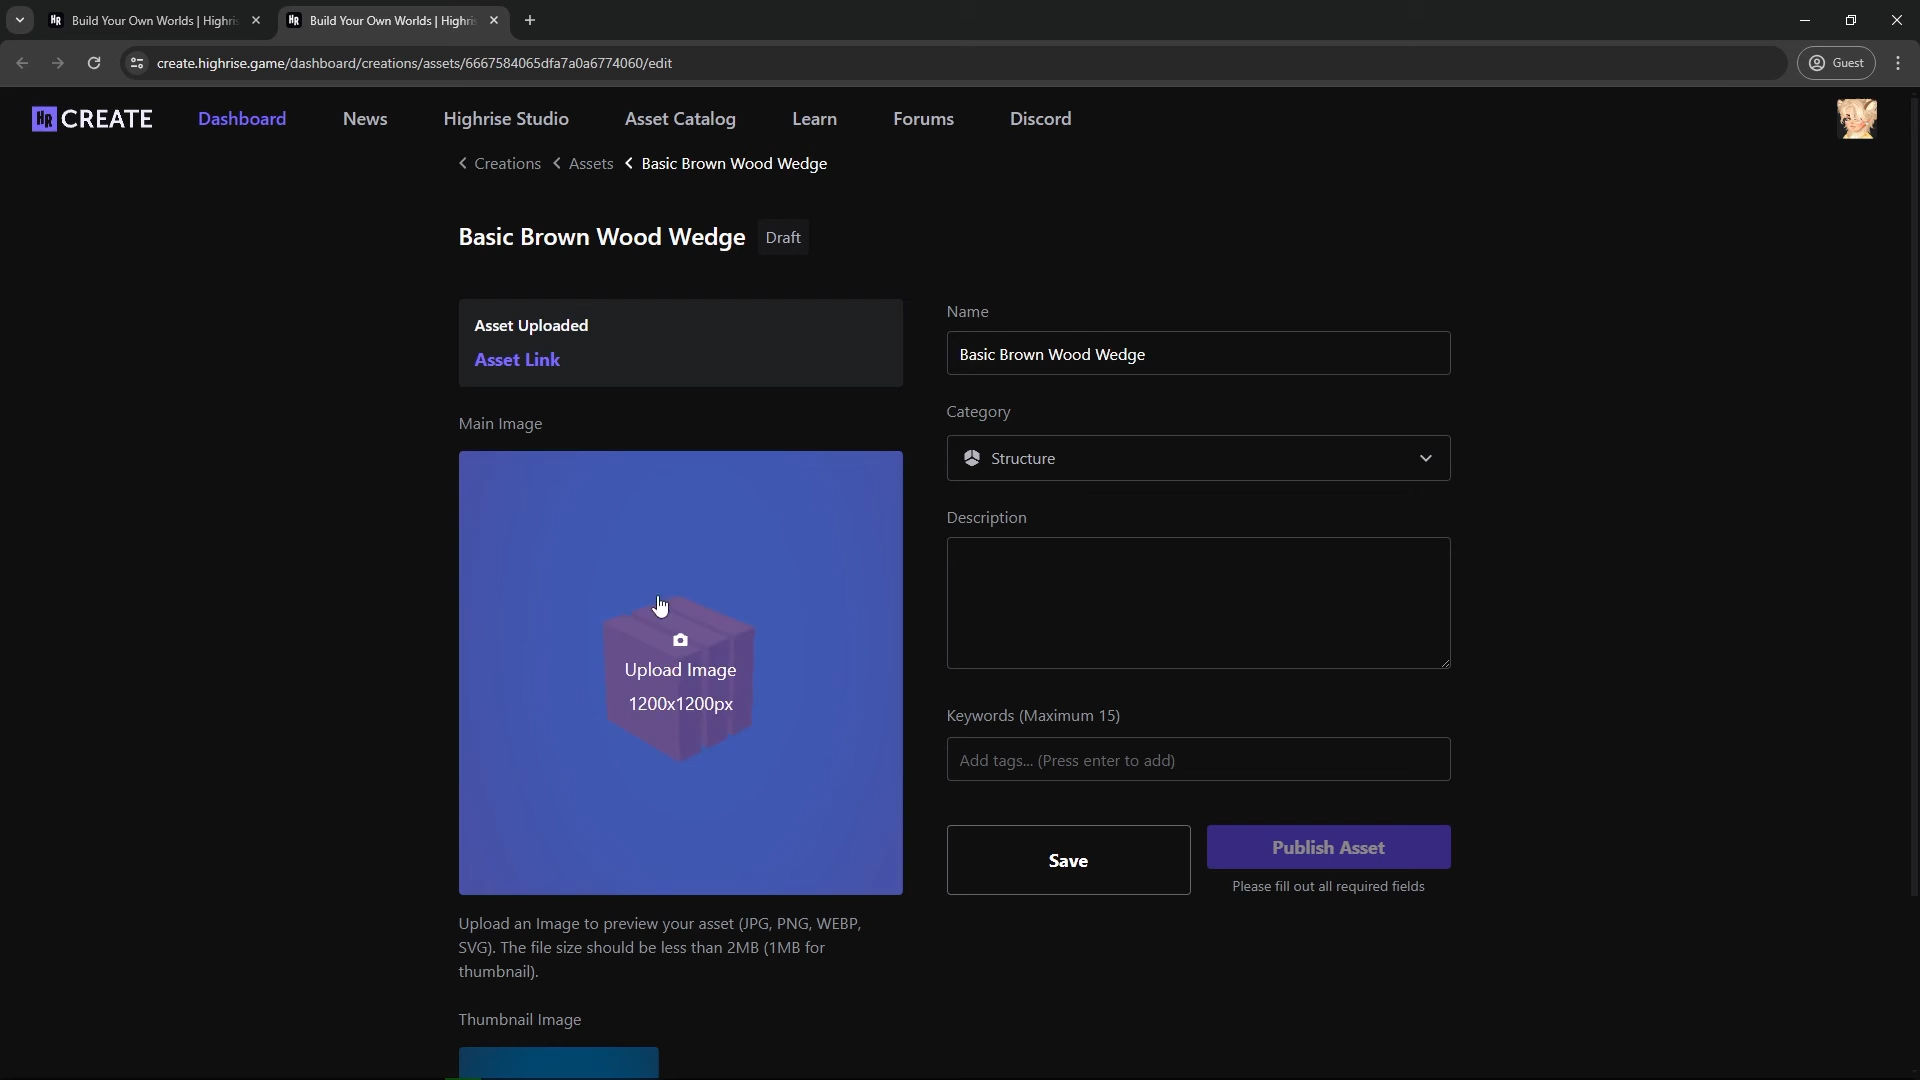 Build Your Own Worlds | Highri
Build Your Own Worlds | Highri
create.highrise.game/dashboard/creations/assets/6667584065dfa7a0a6774060/edit
Guest
HR CREATE
Dashboard
News
Highrise Studio
Asset Catalog
Learn
Forums
Discord
Creations
Assets
Basic Brown Wood Wedge
Basic Brown Wood Wedge
Draft
Asset Uploaded
Asset Link
Main Image
Upload Image
1200x1200px
Upload an Image to preview your asset (JPG, PNG, WEBP,
SVG). The file size should be less than 2MB (1MB for
thumbnail).
Thumbnail Image
Name
Basic Brown Wood Wedge
Category
Structure
Description
Keywords (Maximum 15)
Add tags... (Press enter to add)
Save
Publish Asset
Please fill out all required fields